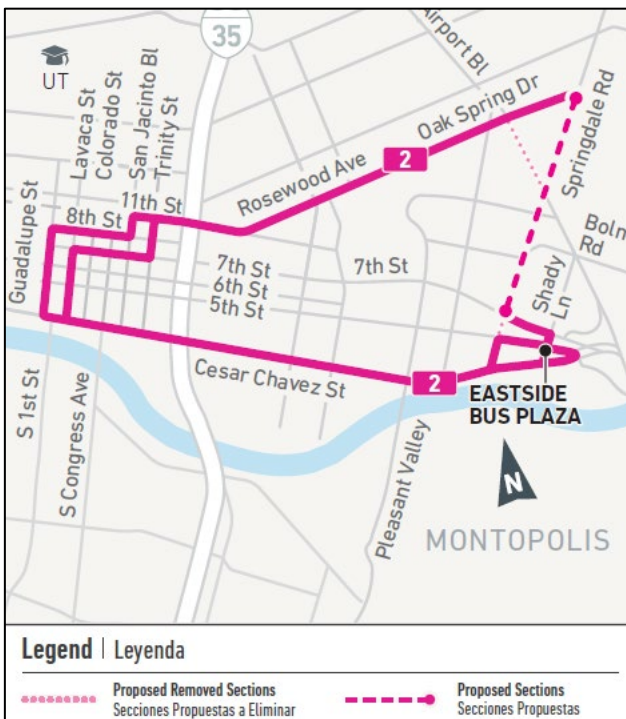 35
UT
Lavaca St
Colorado St
San Jacinto Bl
Trinity St
Airport Bl
Oak Spring Dr
Springdale Rd
2
Rosewood Ave
11th St
8th St
Guadalupe St
7th St
7th St
6th St
5th St
Boln
Rd
Shady
Ln
Cesar Chavez St
2
EASTSIDE
BUS PLAZA
S 1st St
S Congress Ave
Pleasant Valley
N
MONTOPOLIS
Legend | Leyenda
Proposed Removed Sections
Secciones Propuestas a Eliminar
Proposed Sections
Secciones Propuestas